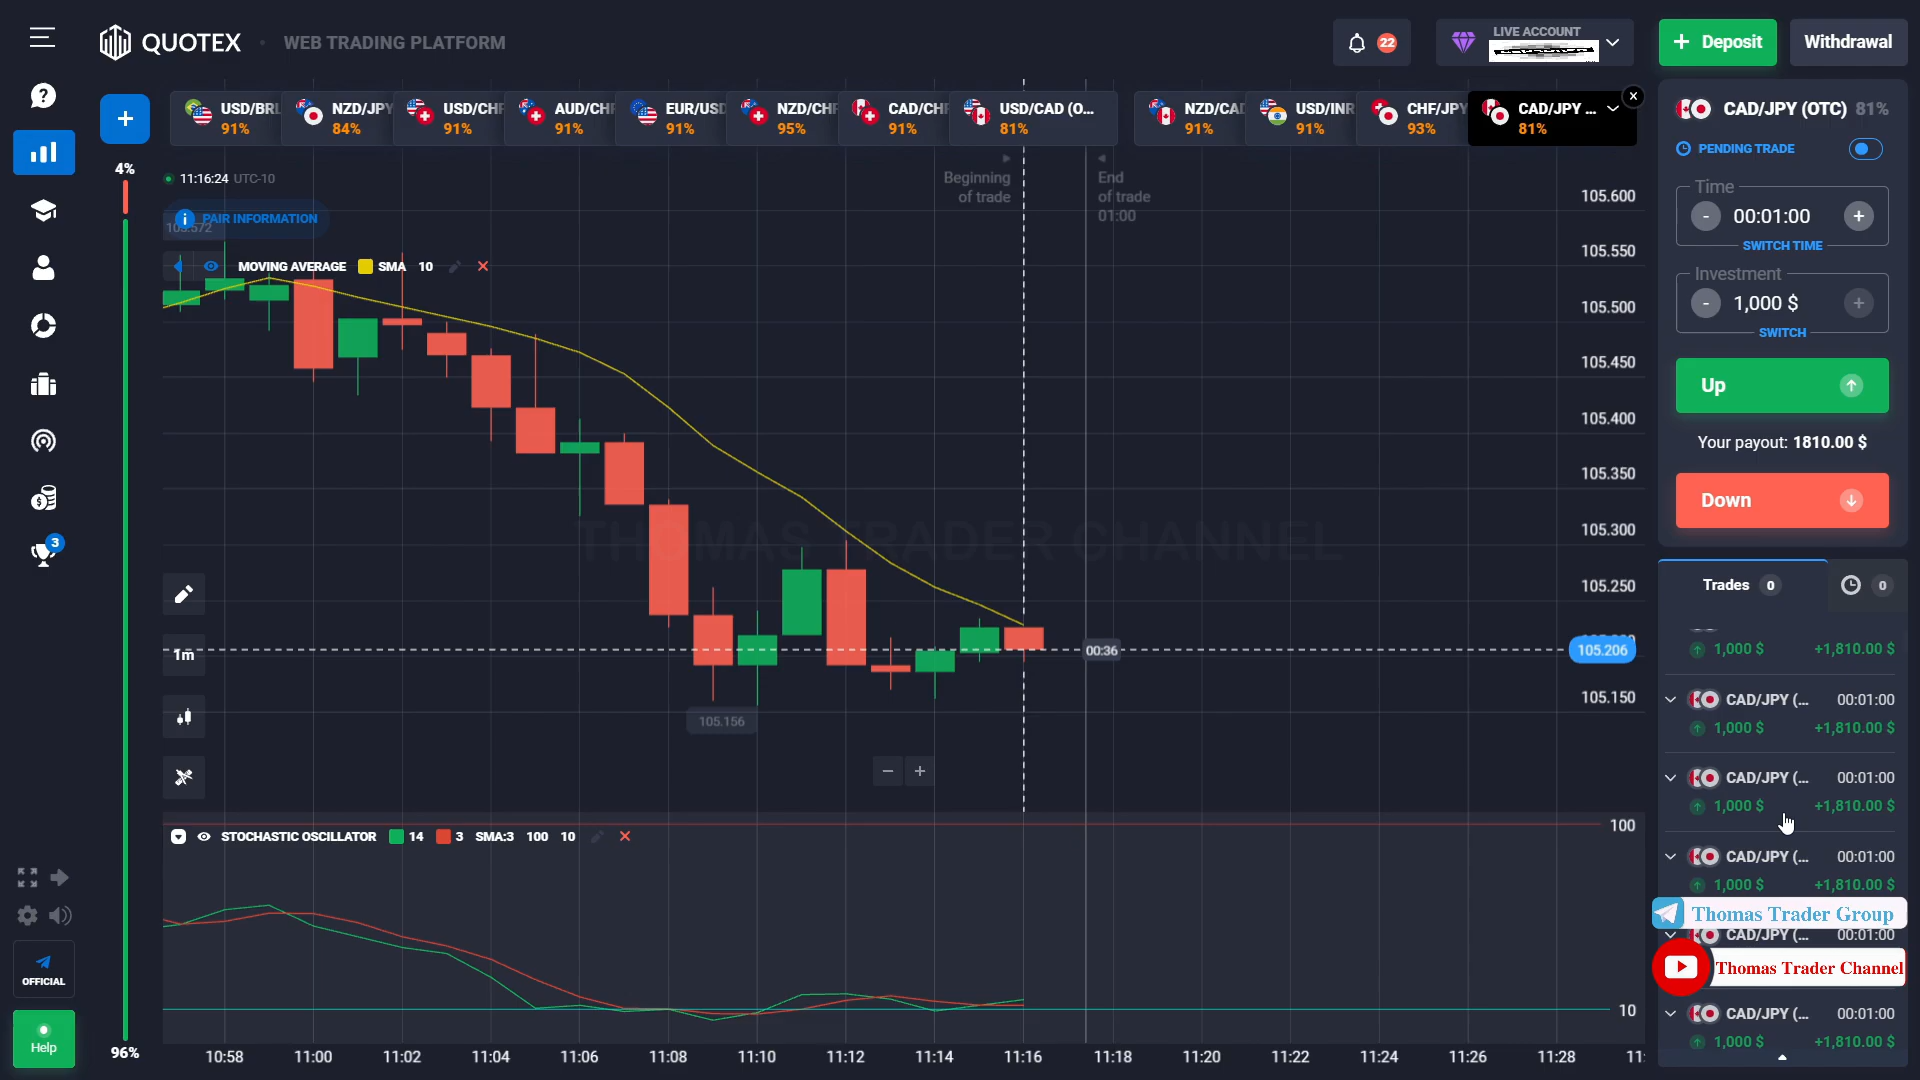 QUOTEX
WEB TRADING PLATFORM
22
LIVE ACCOUNT
Deposit
Withdrawal
USD/BRL
91%
NZD/JPY
84%
USD/CHF
91%
AUD/CHF
91%
EUR/USD
91%
NZD/CHF
95%
CAD/CHF
91%
USD/CAD (O...
81%
NZD/CAD
91%
USD/INR
91%
CHF/JPY
93%
CAD/JPY ...
81%
4%
11:16:24 UTC-10
PAIR INFORMATION
105.572
MOVING AVERAGE SMA 10
Beginning
of trade
End
of trade
01:00
105.600
105.550
105.500
105.450
105.400
105.350
105.300
105.250
105.206
105.150
THOMAS TRADER CHANNEL
1m
00:36
105.156
STOCHASTIC OSCILLATOR 14 3 SMA:3 100 10
100
10
10:58 11:00 11:02 11:04 11:06 11:08 11:10 11:12 11:14 11:16 11:18 11:20 11:22 11:24 11:26 11:28 11:
96%
3
OFFICIAL
Help
CAD/JPY (OTC) 81%
PENDING TRADE
Time
- 00:01:00 +
SWITCH TIME
Investment
- 1,000 $ +
SWITCH
Up
Your payout: 1810.00 $
Down
Trades 0
0
1,000 $ +1,810.00 $
CAD/JPY (... 00:01:00
1,000 $ +1,810.00 $
CAD/JPY (... 00:01:00
1,000 $ +1,810.00 $
CAD/JPY (... 00:01:00
1,000 $ +1,810.00 $
Thomas Trader Group
CAD/JPY (... 00:01:00
Thomas Trader Channel
CAD/JPY (... 00:01:00
1,000 $ +1,810.00 $